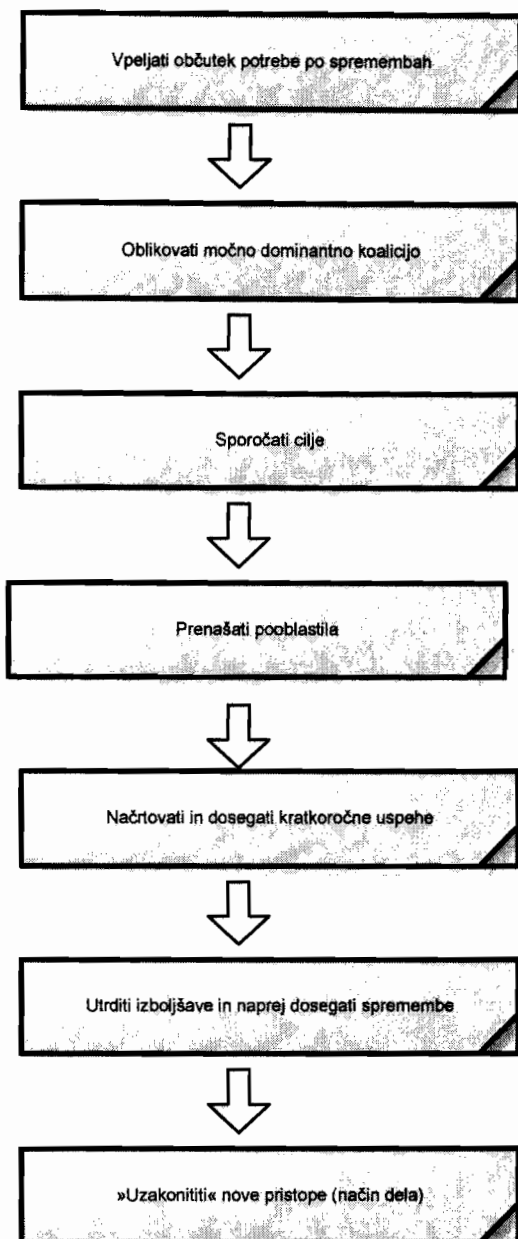 Vpeljati občutek potrebe po spremembah
Oblikovati močno dominantno koalicijo
Sporočati cilje
Prenašati pooblastila
Načrtovati in dosegati kratkoročne uspehe
Utrditi izboljšave in naprej dosegati spremembe
»Uzakonititi« nove pristope (način dela)